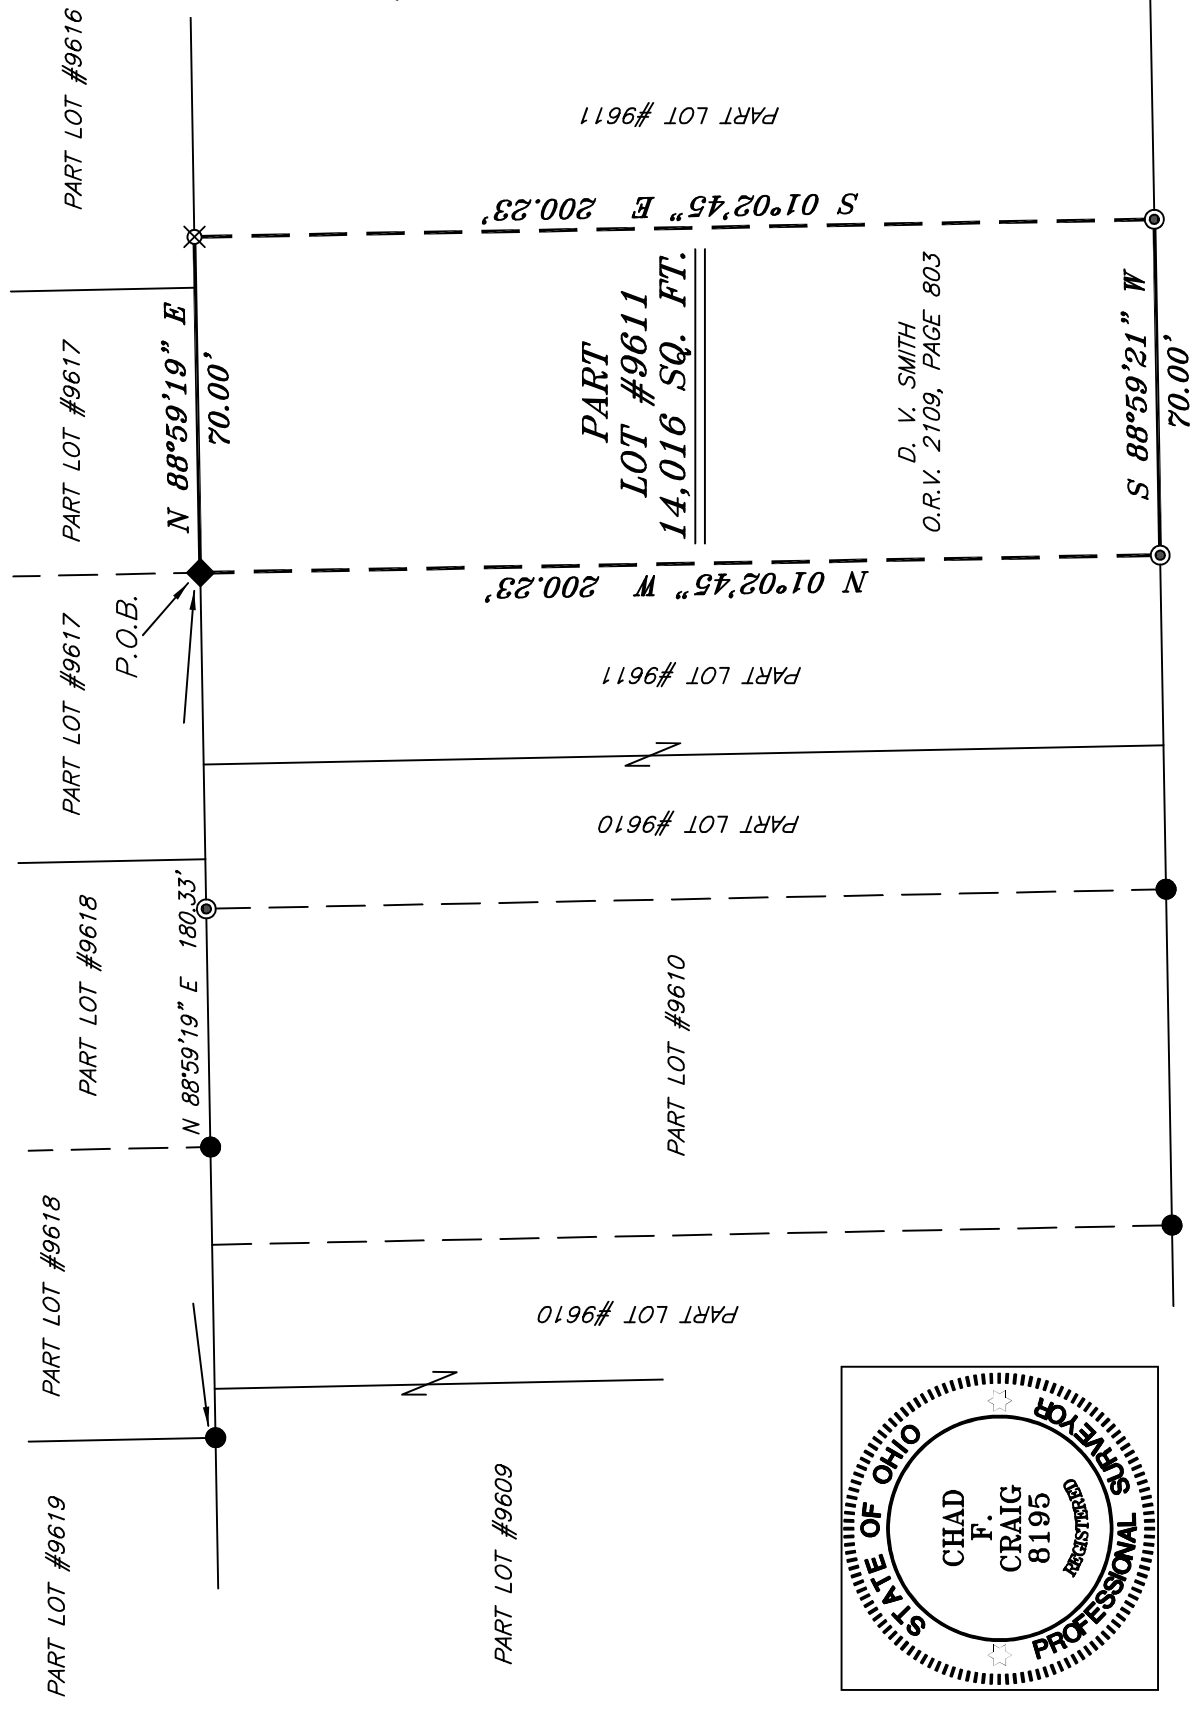 PART LOT #9619
PART LOT #9618
PART LOT #9618
PART LOT #9617
PART LOT #9617
PART LOT #9616
P.O.B.
N 88°59'19" E 180.33'
N 88°59'19" E
70.00'
PART LOT #9609
PART LOT #9610
PART LOT #9610
PART LOT #9610
PART LOT #9611
N 01°02'45" W 200.23'
PART
LOT #9611
14,016 SQ. FT.
D. V. SMITH
O.R.V. 2109, PAGE 803
S 01°02'45" E 200.23'
PART LOT #9611
S 88°59'21" W
70.00'
STATE OF OHIO
CHAD
F.
CRAIG
8195
REGISTERED
PROFESSIONAL SURVEYOR